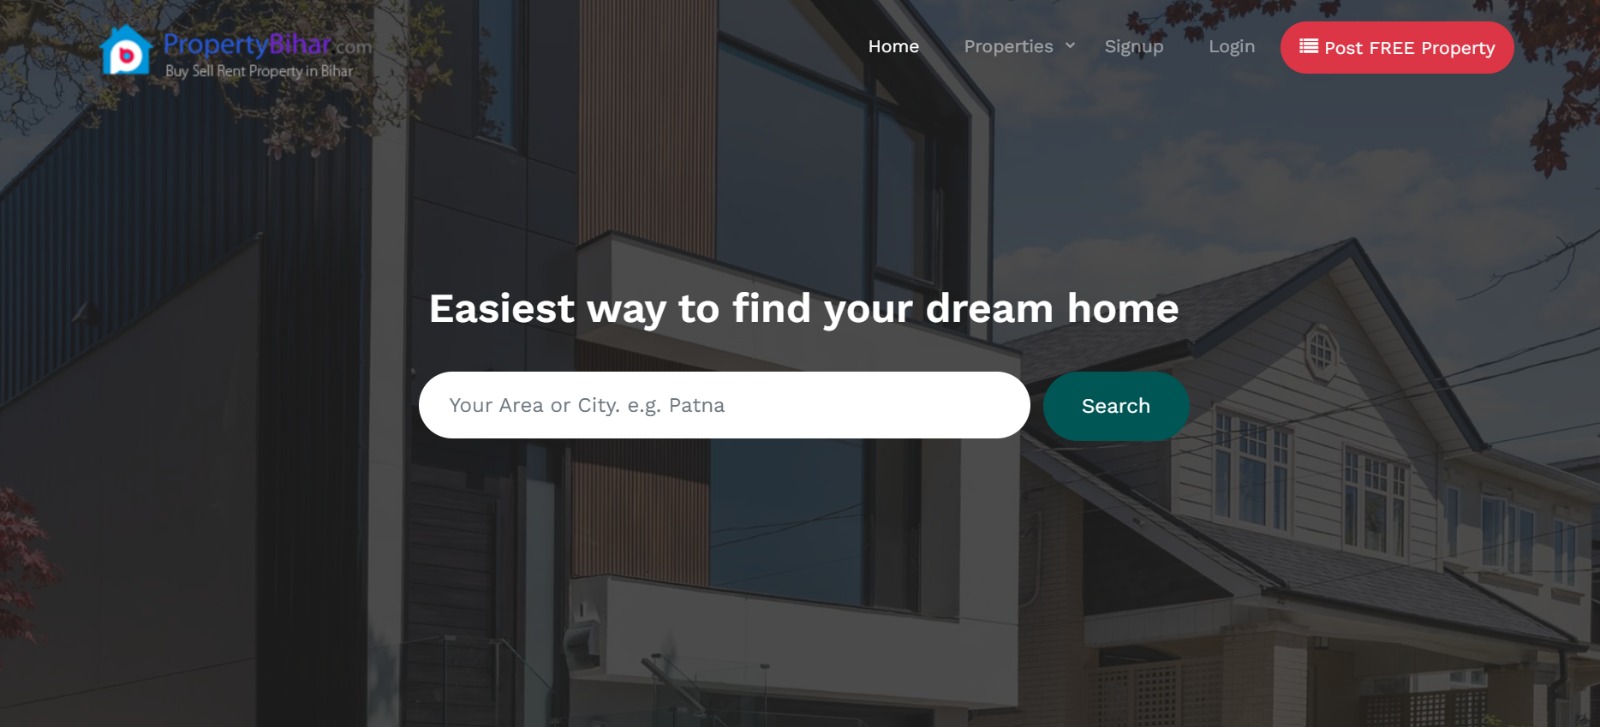 PropertyBihar.com
Buy Sell Rent Property in Bihar
Home Properties Signup Login Post FREE Property
Easiest way to find your dream home
Your Area or City. e.g. Patna Search